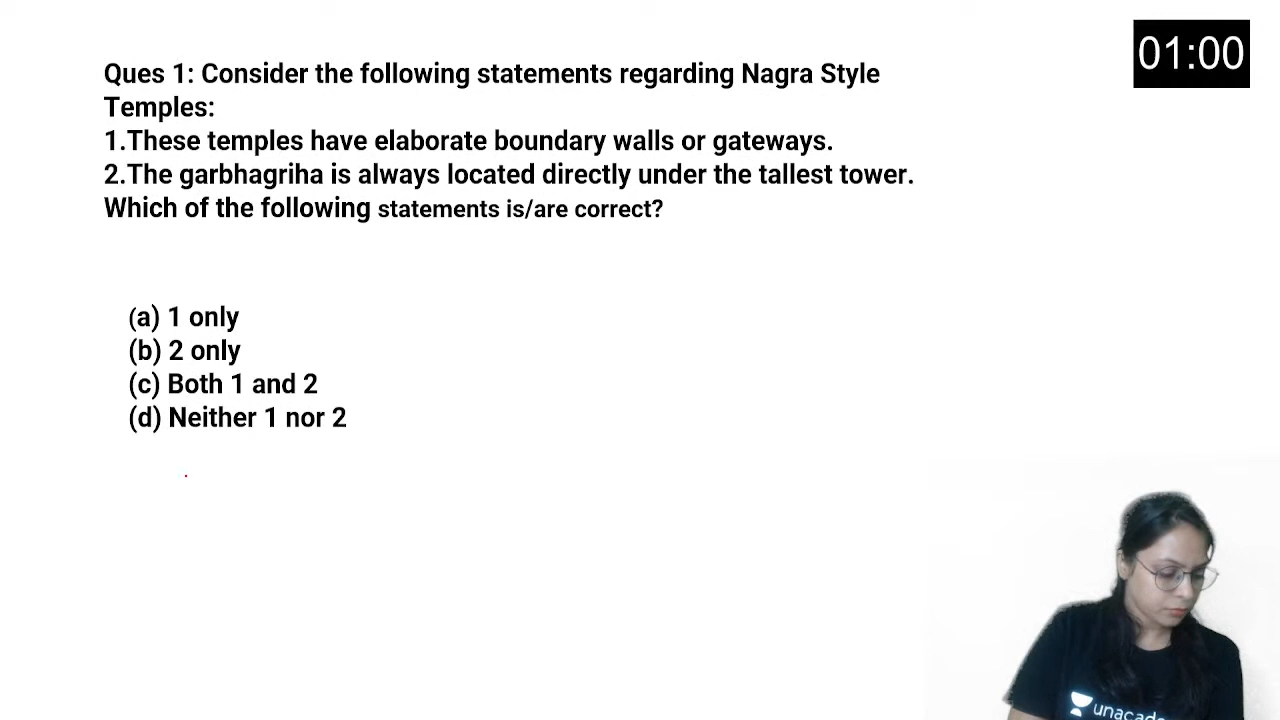 01:00
Ques 1: Consider the following statements regarding Nagra Style
Temples:
1.These temples have elaborate boundary walls or gateways.
2.The garbhagriha is always located directly under the tallest tower.
Which of the following statements is/are correct?
(a) 1 only
(b) 2 only
(c) Both 1 and 2
(d) Neither 1 nor 2
unacade